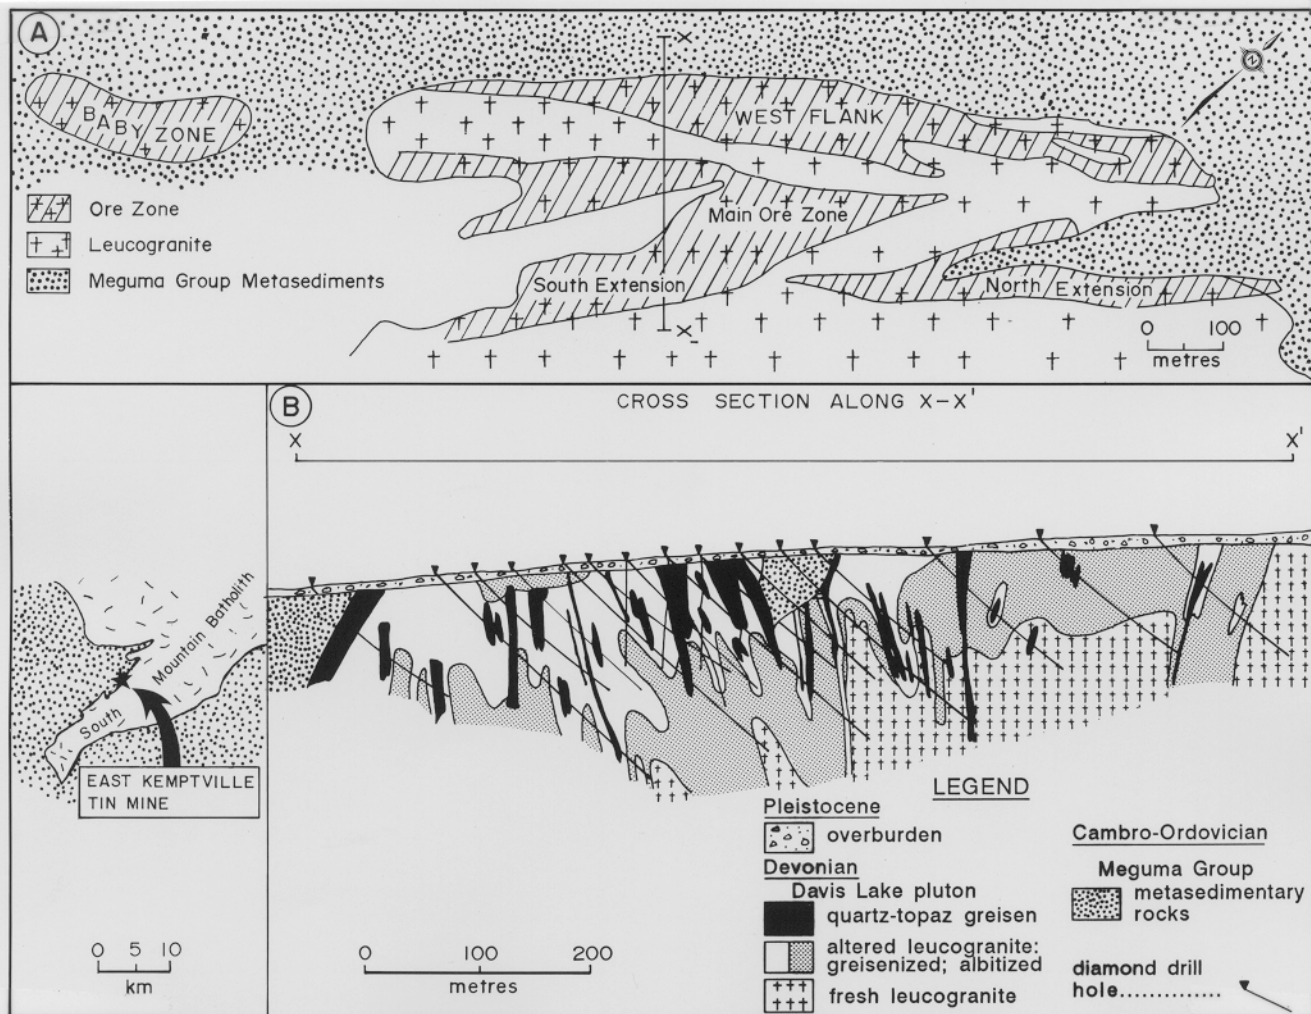 A
X
N
BABY ZONE
WEST FLANK
Ore Zone
Main Ore Zone
Leucogranite
Meguma Group Metasediments
South Extension
North Extension
X
0 100
metres
B
CROSS SECTION ALONG X-X'
X X'
South Mountain Batholith
EAST KEMPTVILLE
TIN MINE
0 5 10
km
0 100 200
metres
LEGEND
Pleistocene
overburden
Devonian
Davis Lake pluton
quartz-topaz greisen
altered leucogranite:
greisenized; albitized
fresh leucogranite
Cambro-Ordovician
Meguma Group
metasedimentary
rocks
diamond drill
hole..............